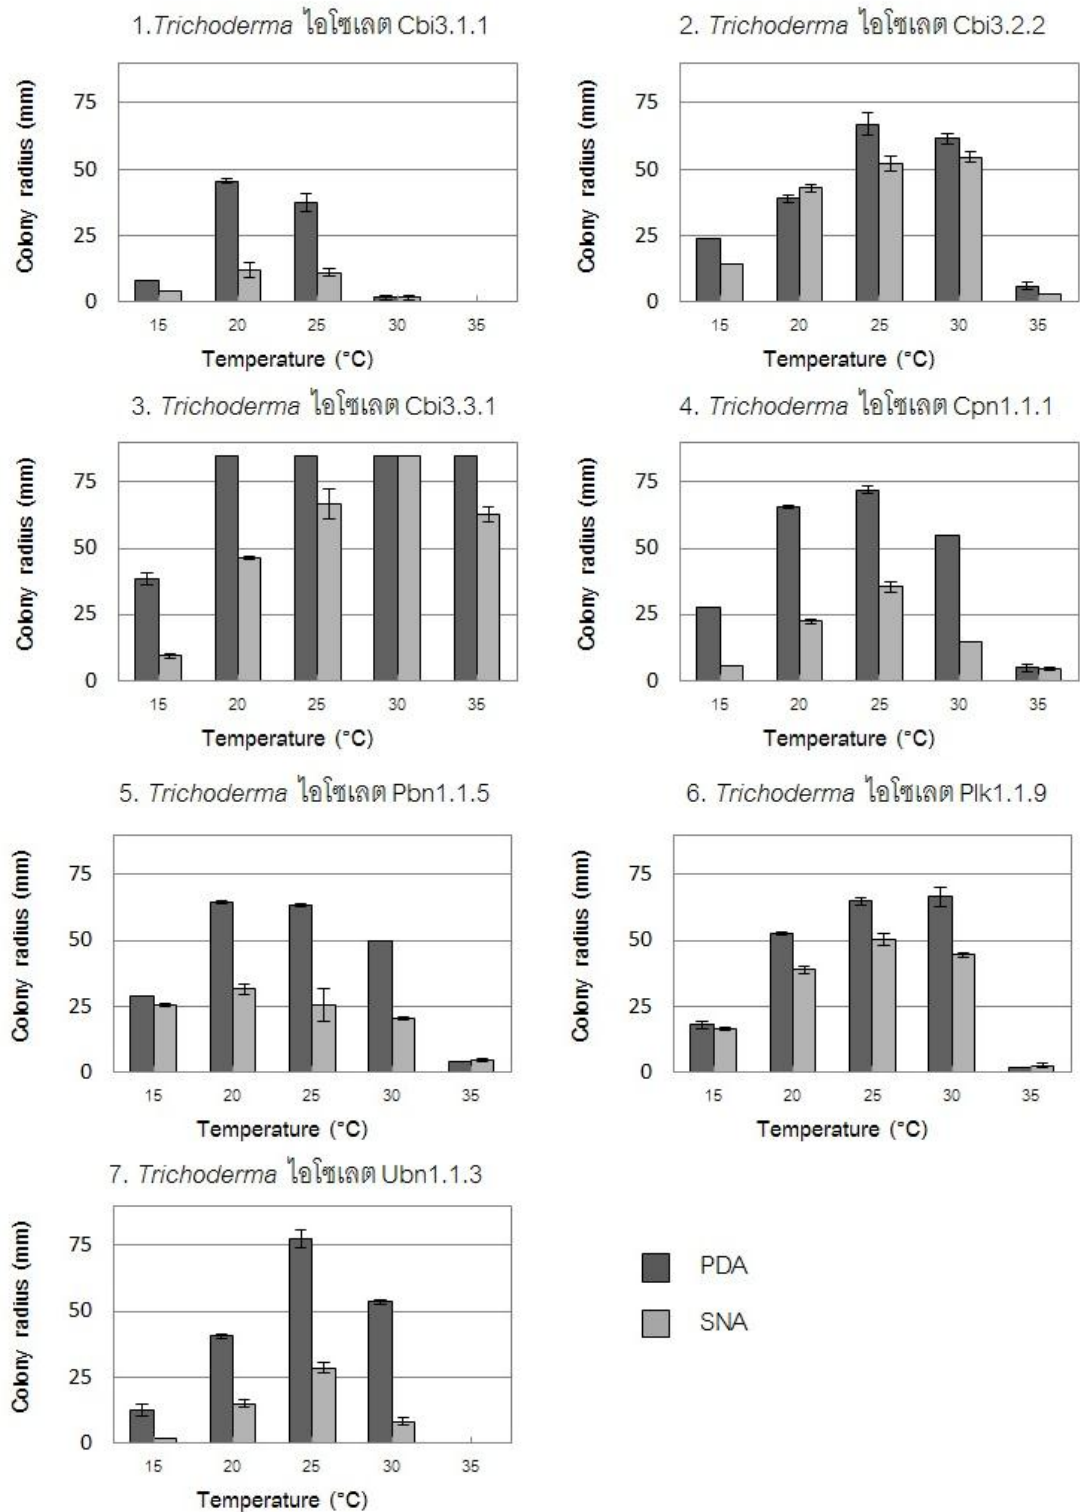 1.Trichoderma ไอโซเลต Cbi3.1.1
Colony radius (mm)
75
50
25
0
15 20 25 30 35
Temperature (°C)
2. Trichoderma ไอโซเลต Cbi3.2.2
Colony radius (mm)
75
50
25
0
15 20 25 30 35
Temperature (°C)
3. Trichoderma ไอโซเลต Cbi3.3.1
Colony radius (mm)
75
50
25
0
15 20 25 30 35
Temperature (°C)
4. Trichoderma ไอโซเลต Cpn1.1.1
Colony radius (mm)
75
50
25
0
15 20 25 30 35
Temperature (°C)
5. Trichoderma ไอโซเลต Pbn1.1.5
Colony radius (mm)
75
50
25
0
15 20 25 30 35
Temperature (°C)
6. Trichoderma ไอโซเลต Plk1.1.9
Colony radius (mm)
75
50
25
0
15 20 25 30 35
Temperature (°C)
7. Trichoderma ไอโซเลต Ubn1.1.3
Colony radius (mm)
75
50
25
0
15 20 25 30 35
Temperature (°C)
PDA
SNA